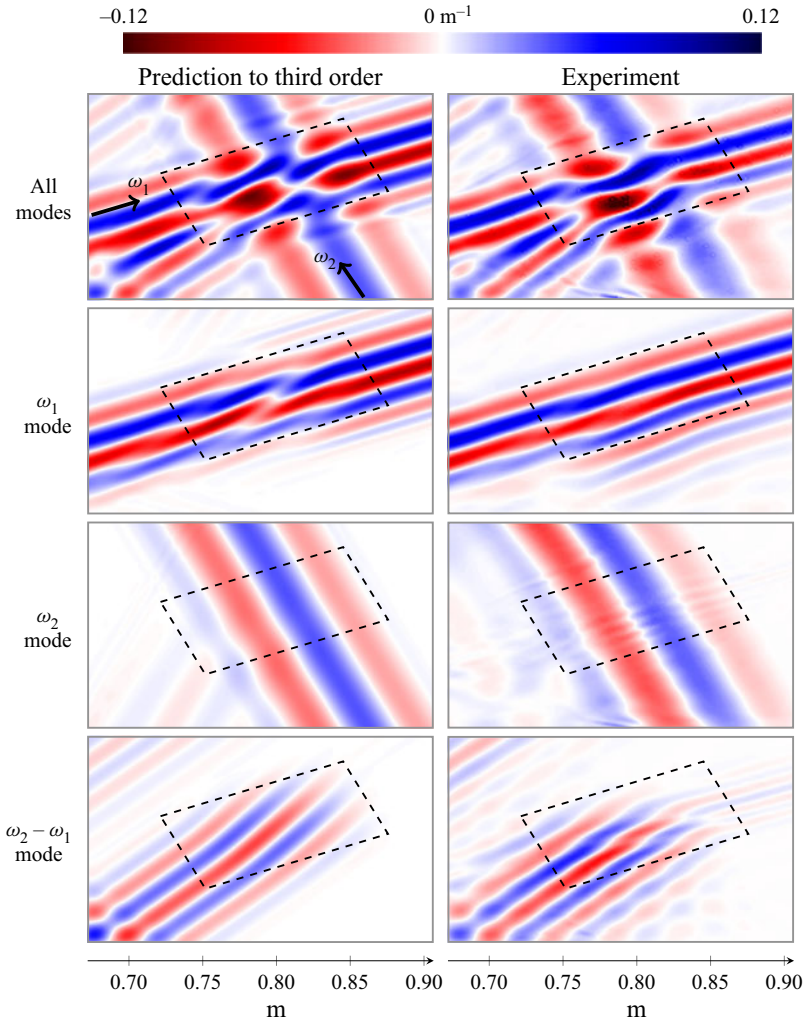 –0.12 0 m⁻¹ 0.12
Prediction to third order Experiment
All
modes
ω₁
ω₂
ω₁
mode
ω₂
mode
ω₂ − ω₁
mode
0.70 0.75 0.80 0.85 0.90 0.70 0.75 0.80 0.85 0.90
m m